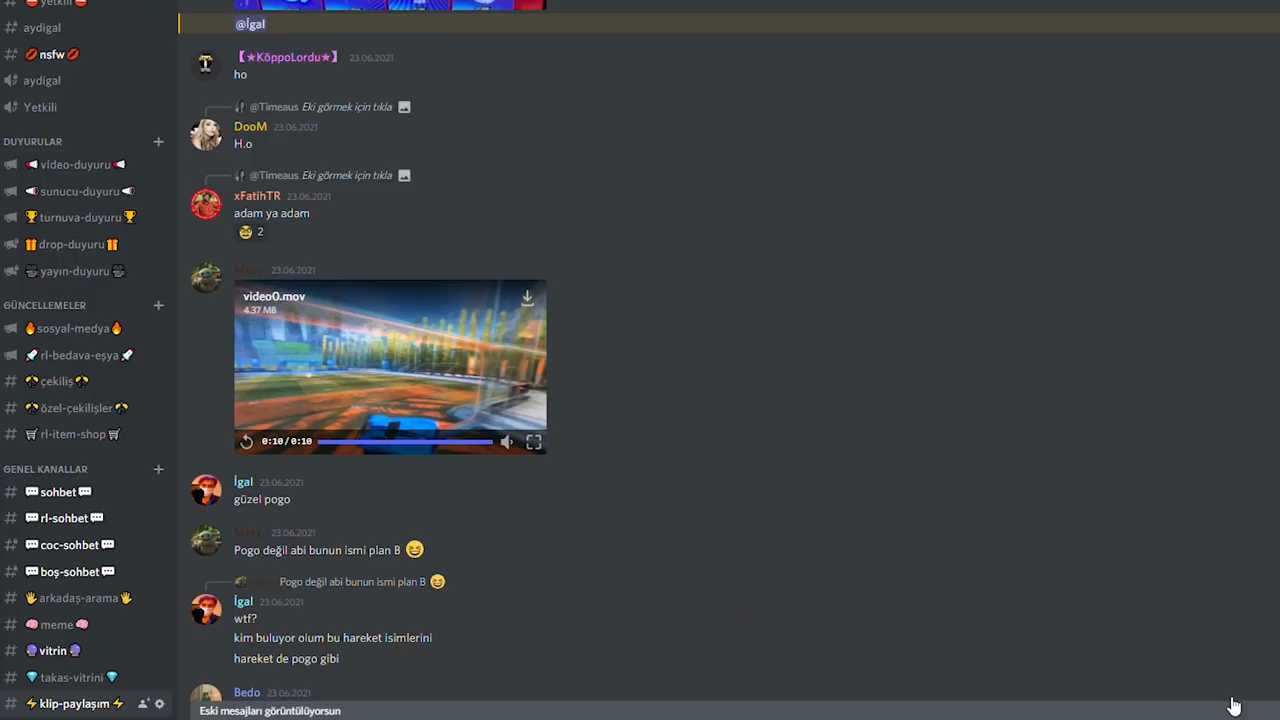 yetkili
aydigal
nsfw
aydigal
Yetkili
DUYURULAR
video-duyuru
sunucu-duyuru
turnuva-duyuru
drop-duyuru
yayın-duyuru
GÜNCELLEMELER
sosyal-medya
rl-bedava-eşya
çekiliş
özel-çekilişler
rl-item-shop
GENEL KANALLAR
sohbet
rl-sohbet
coc-sohbet
boş-sohbet
arkadaş-arama
meme
vitrin
takas-vitrini
klip-paylaşım
@İgal
【★KöppoLordu★】 23.06.2021
ho
@Timeaus Eki görmek için tıkla
DooM 23.06.2021
H.o
@Timeaus Eki görmek için tıkla
xFatihTR 23.06.2021
adam ya adam
2
23.06.2021
video0.mov
4.37 MB
0:10/0:10
İgal 23.06.2021
güzel pogo
23.06.2021
Pogo değil abi bunun ismi plan B
Pogo değil abi bunun ismi plan B
İgal 23.06.2021
wtf?
kim buluyor olum bu hareket isimlerini
hareket de pogo gibi
Bedo 23.06.2021
Eski mesajları görüntülüyorsun